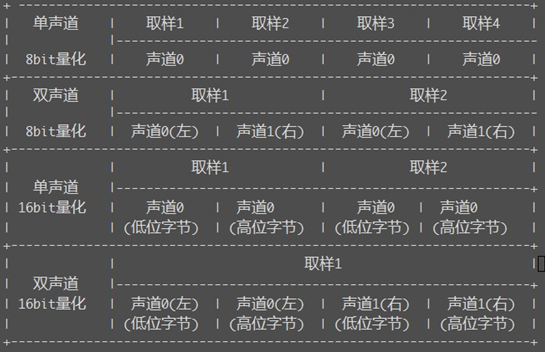 单声道 取样1 取样2 取样3 取样4
8bit量化 声道0 声道0 声道0 声道0
双声道 取样1 取样2
8bit量化 声道0(左) 声道1(右) 声道0(左) 声道1(右)
取样1 取样2
单声道
16bit量化 声道0 声道0 声道0 声道0
(低位字节) (高位字节) (低位字节) (高位字节)
取样1
双声道
16bit量化 声道0(左) 声道0(左) 声道1(右) 声道1(右)
(低位字节) (高位字节) (低位字节) (高位字节)